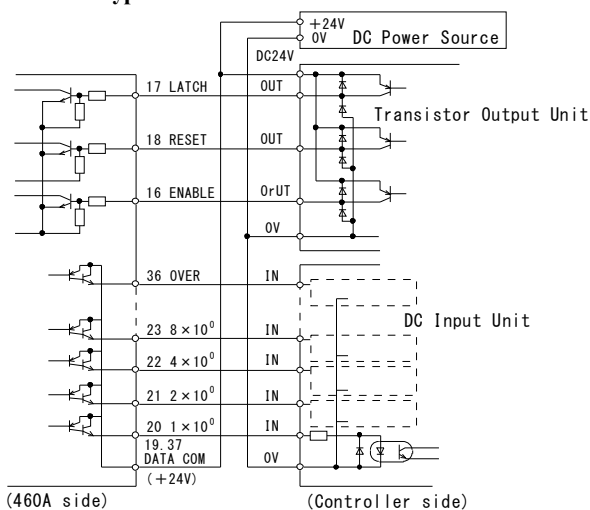 +24V
0V DC Power Source
DC24V
17 LATCH OUT
Transistor Output Unit
18 RESET OUT
16 ENABLE OrUT
0V
36 OVER IN
DC Input Unit
23 8×10⁰ IN
22 4×10⁰ IN
21 2×10⁰ IN
20 1×10⁰ IN
19.37
DATA COM 0V
(+24V)
(460A side) (Controller side)